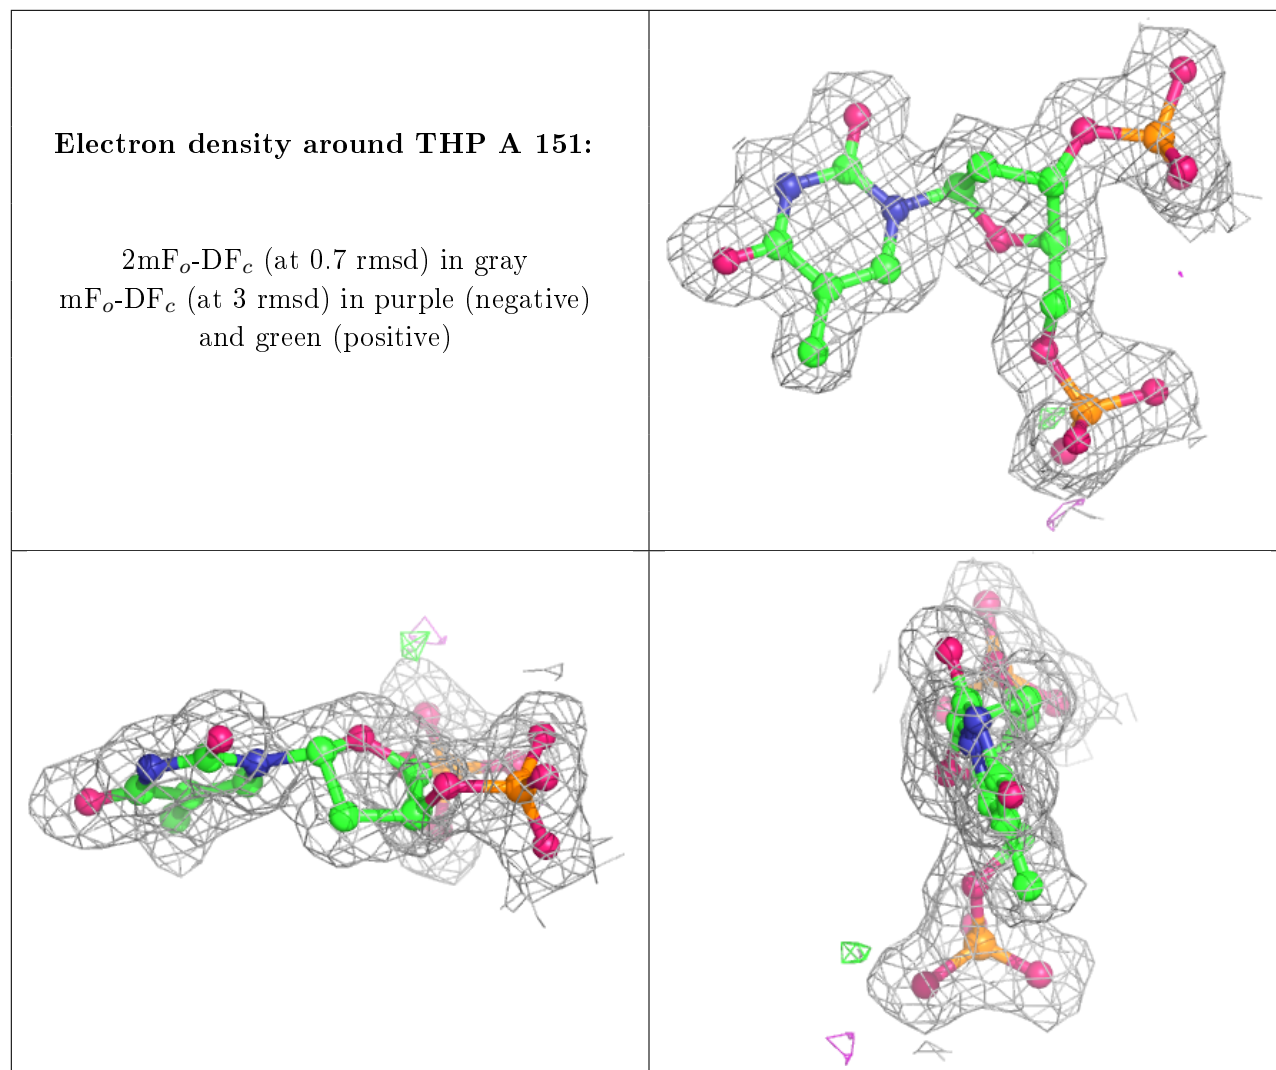 Electron density around THP A 151:
2mFₒ-DF𝒸 (at 0.7 rmsd) in gray
mFₒ-DF𝒸 (at 3 rmsd) in purple (negative)
and green (positive)